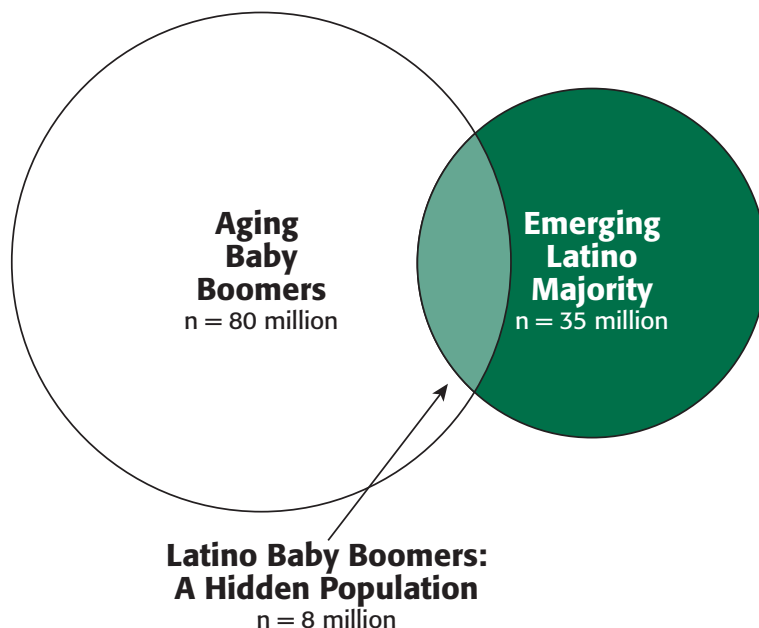 Aging
Baby
Boomers
n = 80 million
Emerging
Latino
Majority
n = 35 million
Latino Baby Boomers:
A Hidden Population
n = 8 million